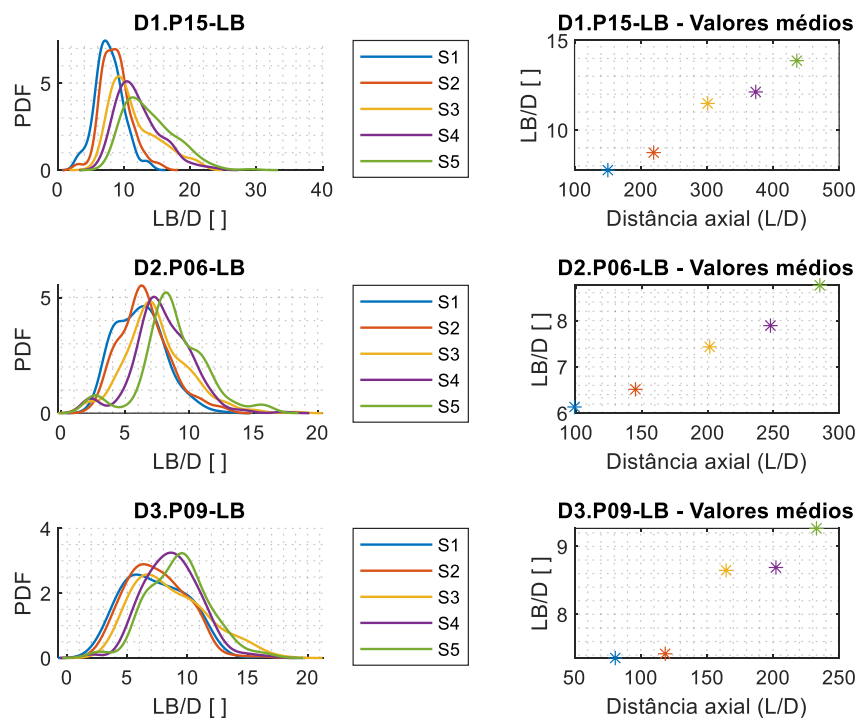 D1.P15-LB
PDF
5
0
0
10
20
30
40
LB/D [ ]
S1
S2
S3
S4
S5
D1.P15-LB - Valores médios
LB/D [ ]
15
10
100
200
300
400
500
Distância axial (L/D)
D2.P06-LB
PDF
5
0
0
5
10
15
20
LB/D [ ]
S1
S2
S3
S4
S5
D2.P06-LB - Valores médios
LB/D [ ]
8
7
6
100
150
200
250
300
Distância axial (L/D)
D3.P09-LB
PDF
4
2
0
0
5
10
15
20
LB/D [ ]
S1
S2
S3
S4
S5
D3.P09-LB - Valores médios
LB/D [ ]
9
8
50
100
150
200
250
Distância axial (L/D)